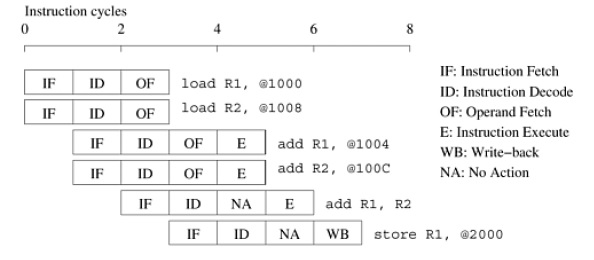 Instruction cycles
0 2 4 6 8
IF ID OF load R1, @1000
IF ID OF load R2, @1008
IF ID OF E add R1, @1004
IF ID OF E add R2, @100C
IF ID NA E add R1, R2
IF ID NA WB store R1, @2000
IF: Instruction Fetch
ID: Instruction Decode
OF: Operand Fetch
E: Instruction Execute
WB: Write−back
NA: No Action